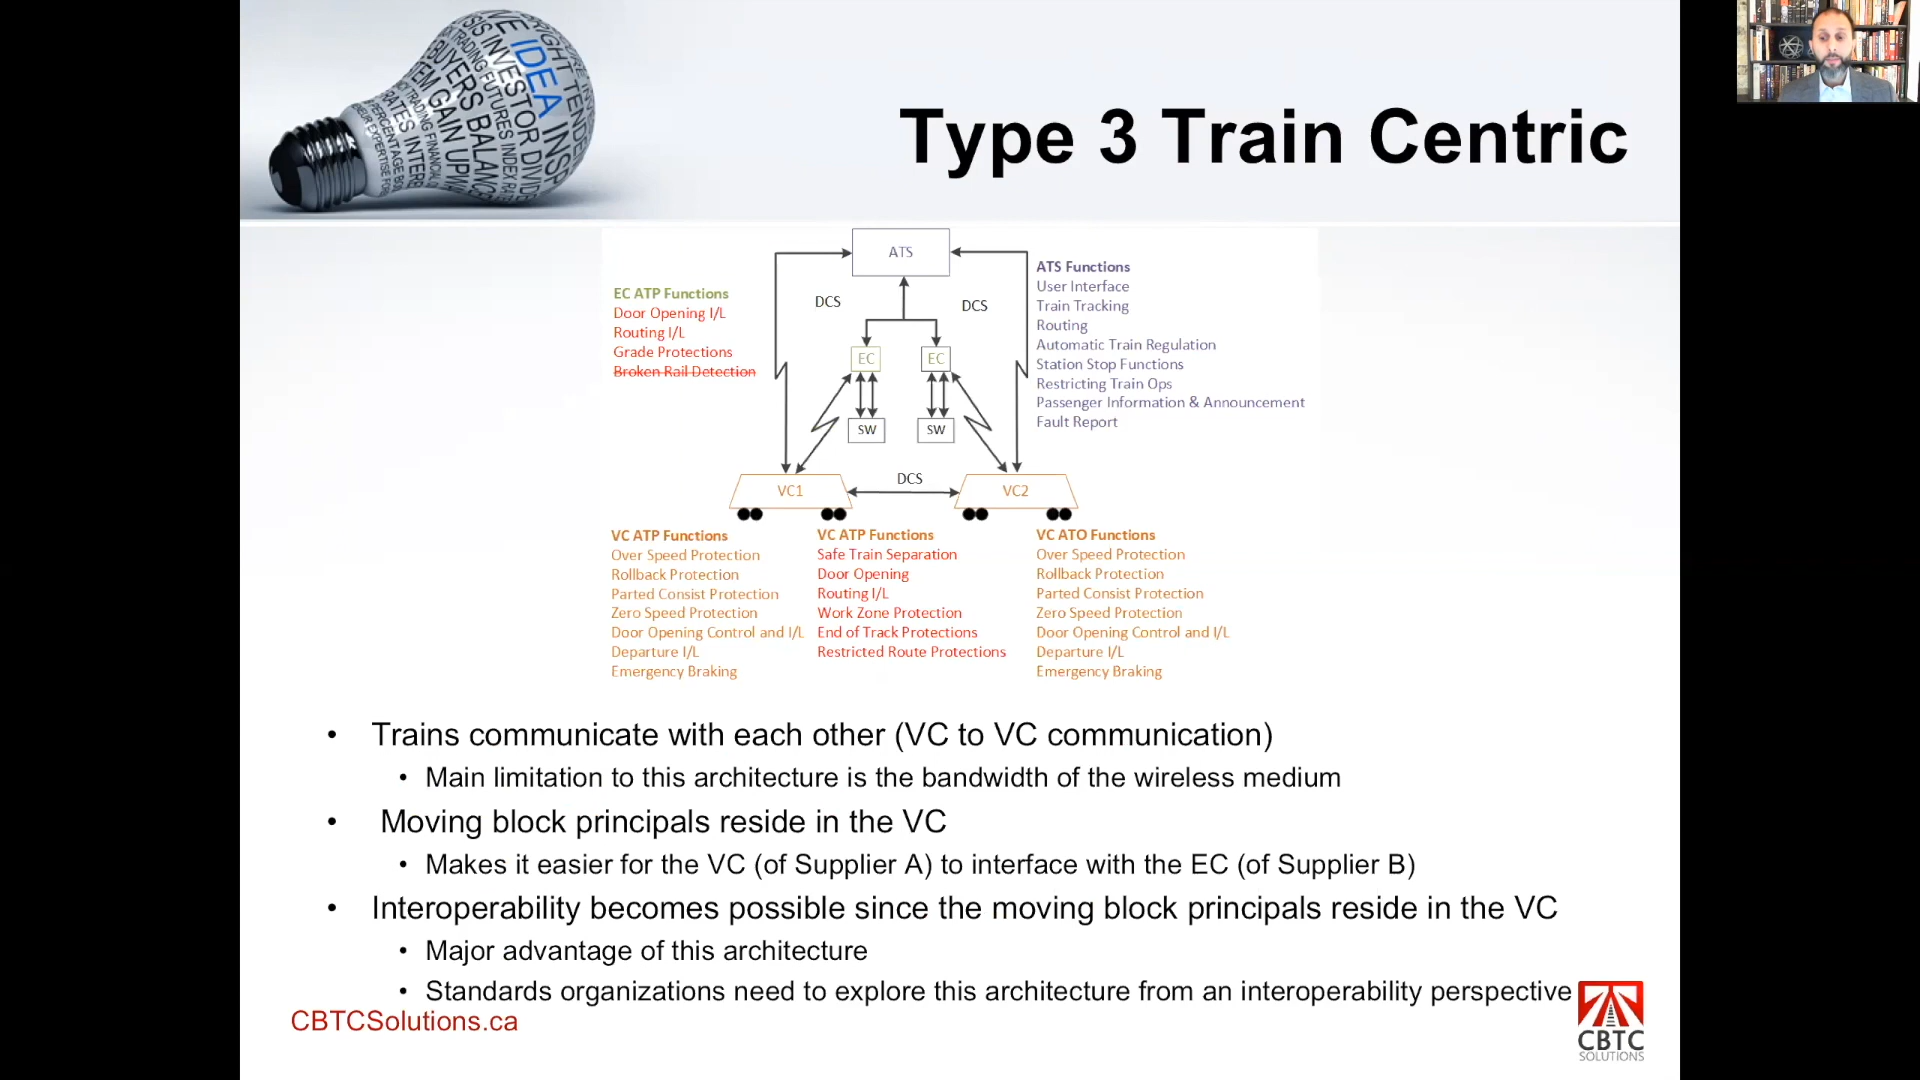 IDEA
INVESTOR
BUYERS
BALANCE
GAIN
Type 3 Train Centric
ATS
DCS
DCS
EC
EC
SW
SW
VC1
DCS
VC2
EC ATP Functions
Door Opening I/L
Routing I/L
Grade Protections
Broken Rail Detection
ATS Functions
User Interface
Train Tracking
Routing
Automatic Train Regulation
Station Stop Functions
Restricting Train Ops
Passenger Information & Announcement
Fault Report
VC ATP Functions
Over Speed Protection
Rollback Protection
Parted Consist Protection
Zero Speed Protection
Door Opening Control and I/L
Departure I/L
Emergency Braking
VC ATP Functions
Safe Train Separation
Door Opening
Routing I/L
Work Zone Protection
End of Track Protections
Restricted Route Protections
VC ATO Functions
Over Speed Protection
Rollback Protection
Parted Consist Protection
Zero Speed Protection
Door Opening Control and I/L
Departure I/L
Emergency Braking
• Trains communicate with each other (VC to VC communication)
• Main limitation to this architecture is the bandwidth of the wireless medium
• Moving block principals reside in the VC
• Makes it easier for the VC (of Supplier A) to interface with the EC (of Supplier B)
• Interoperability becomes possible since the moving block principals reside in the VC
• Major advantage of this architecture
• Standards organizations need to explore this architecture from an interoperability perspective
CBTCSolutions.ca
CBTC
SOLUTIONS